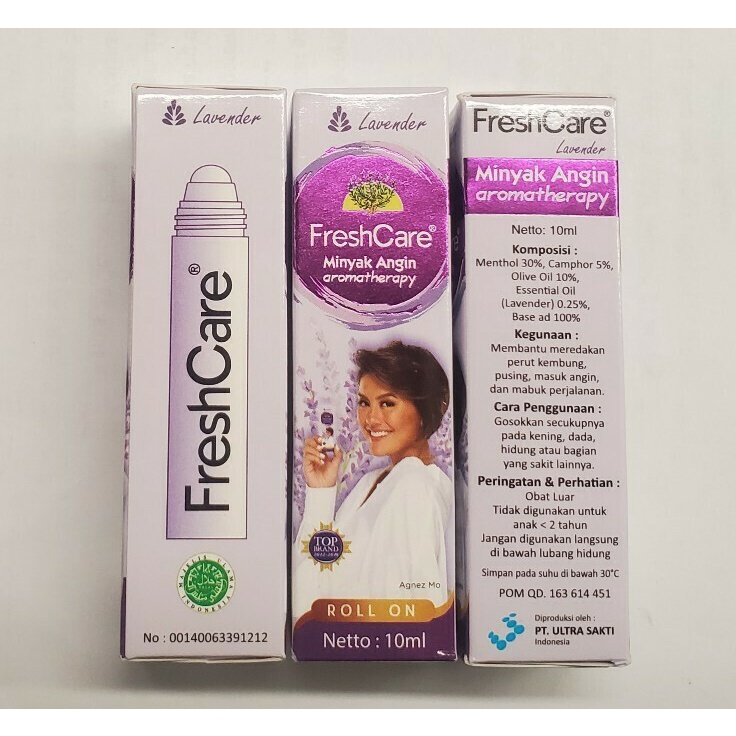 Lavender
FreshCare®
MAJELIS ULAMA
حلال
INDONESIA
No : 00140063391212
Lavender
FreshCare®
Minyak Angin
aromatherapy
TOP
BRAND
Agnez Mo
ROLL ON
Netto : 10ml
FreshCare®
Lavender
Minyak Angin
aromatherapy
Netto: 10ml
Komposisi :
Menthol 30%, Camphor 5%,
Olive Oil 10%,
Essential Oil
(Lavender) 0.25%,
Base ad 100%
Kegunaan :
Membantu meredakan
perut kembung,
pusing, masuk angin,
dan mabuk perjalanan.
Cara Penggunaan :
Gosokkan secukupnya
pada kening, dada,
hidung atau bagian
yang sakit lainnya.
Peringatan & Perhatian :
Obat Luar
Tidak digunakan untuk
anak < 2 tahun
Jangan digunakan langsung
di bawah lubang hidung
Simpan pada suhu di bawah 30°C
POM QD. 163 614 451
Diproduksi oleh :
PT. ULTRA SAKTI
Indonesia